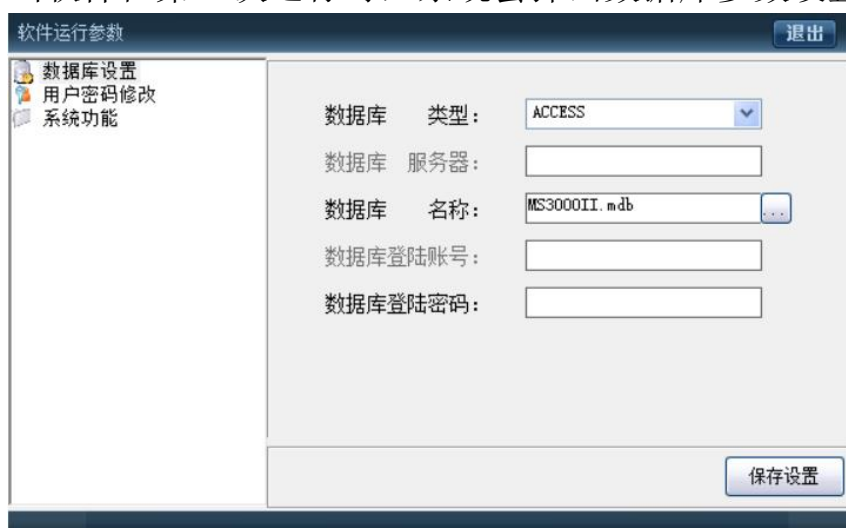 软件运行参数
退出
数据库设置
用户密码修改
系统功能
数据库 类型：
ACCESS
数据库 服务器：
数据库 名称：
MS3000II.mdb
...
数据库登陆账号：
数据库登陆密码：
保存设置